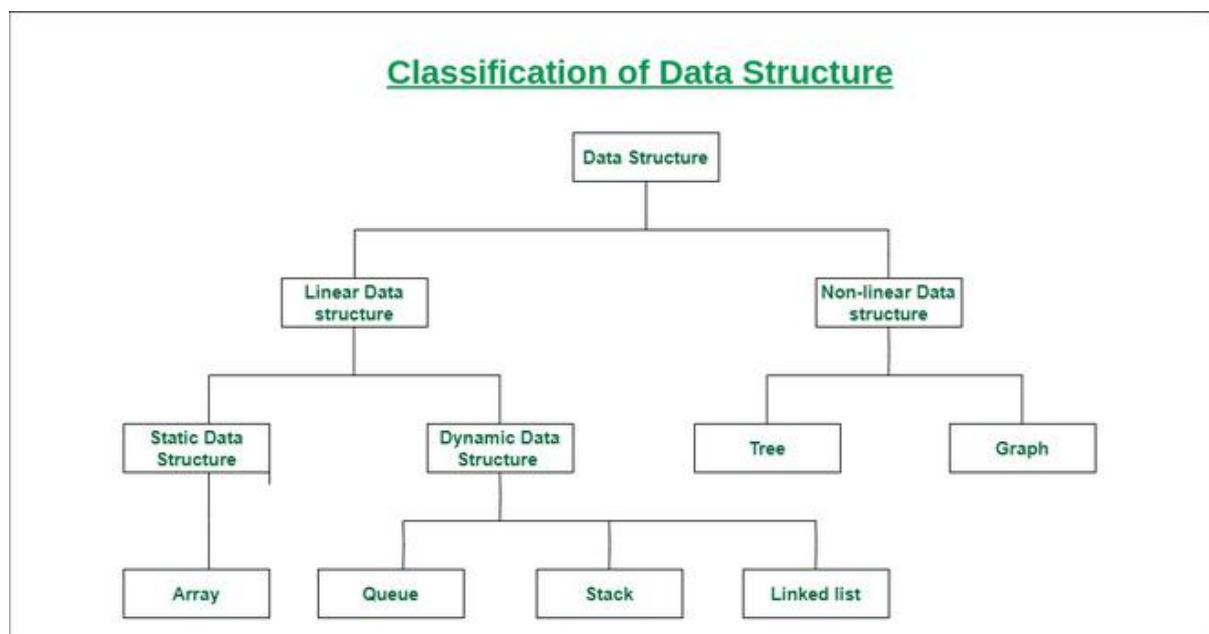 Classification of Data Structure
Data Structure
Linear Data
structure
Non-linear Data
structure
Static Data
Structure
Dynamic Data
Structure
Tree
Graph
Array
Queue
Stack
Linked list